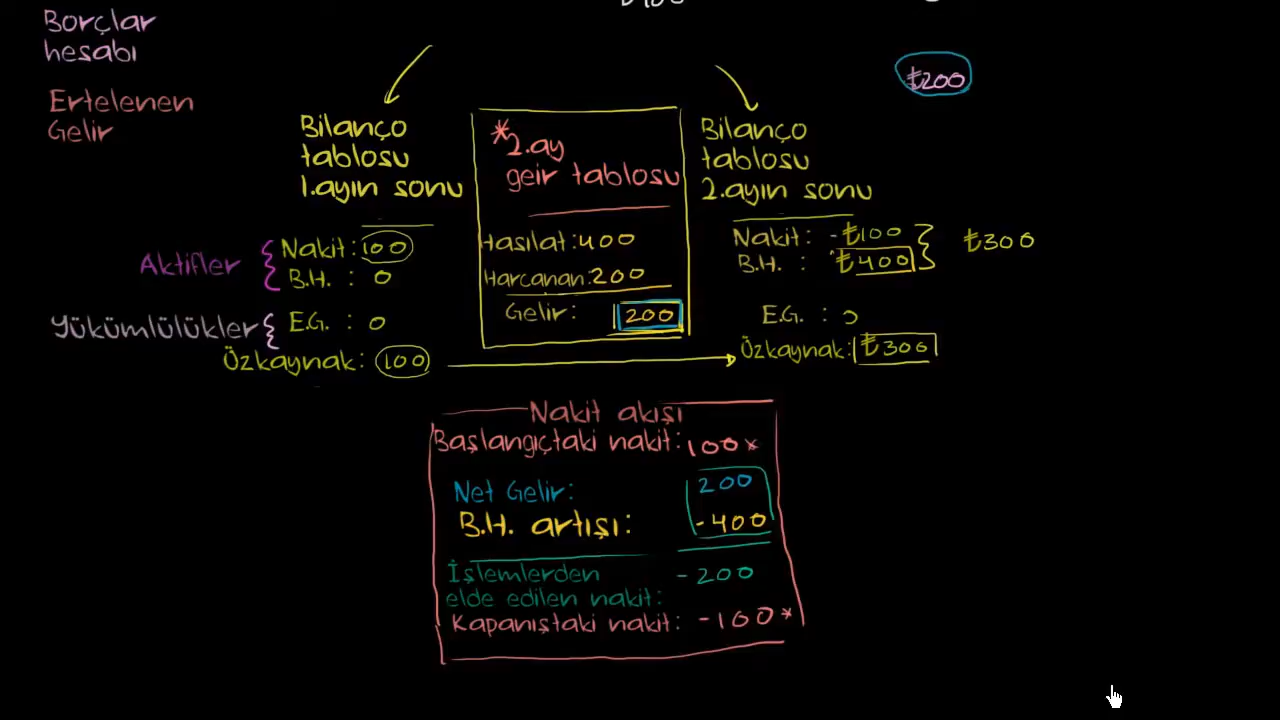 Borçlar
hesabı
Ertelenen
Gelir
₺200
Bilanço
tablosu
1.ayın sonu
*2.ay
geir tablosu
Bilanço
tablosu
2.ayın sonu
Aktifler
Nakit: 100
B.H. : 0
Yükümlülükler
E.G. : 0
Özkaynak: 100
Hasılat: 400
Harcanan: 200
Gelir: 200
Nakit: -₺100
B.H. : ₺400
₺300
E.G. : 0
Özkaynak: ₺300
Nakit akışı
Başlangıçtaki nakit: 100*
Net Gelir: 200
B.H. artışı: -400
İşlemlerden
elde edilen nakit: -200
Kapanıştaki nakit: -100*